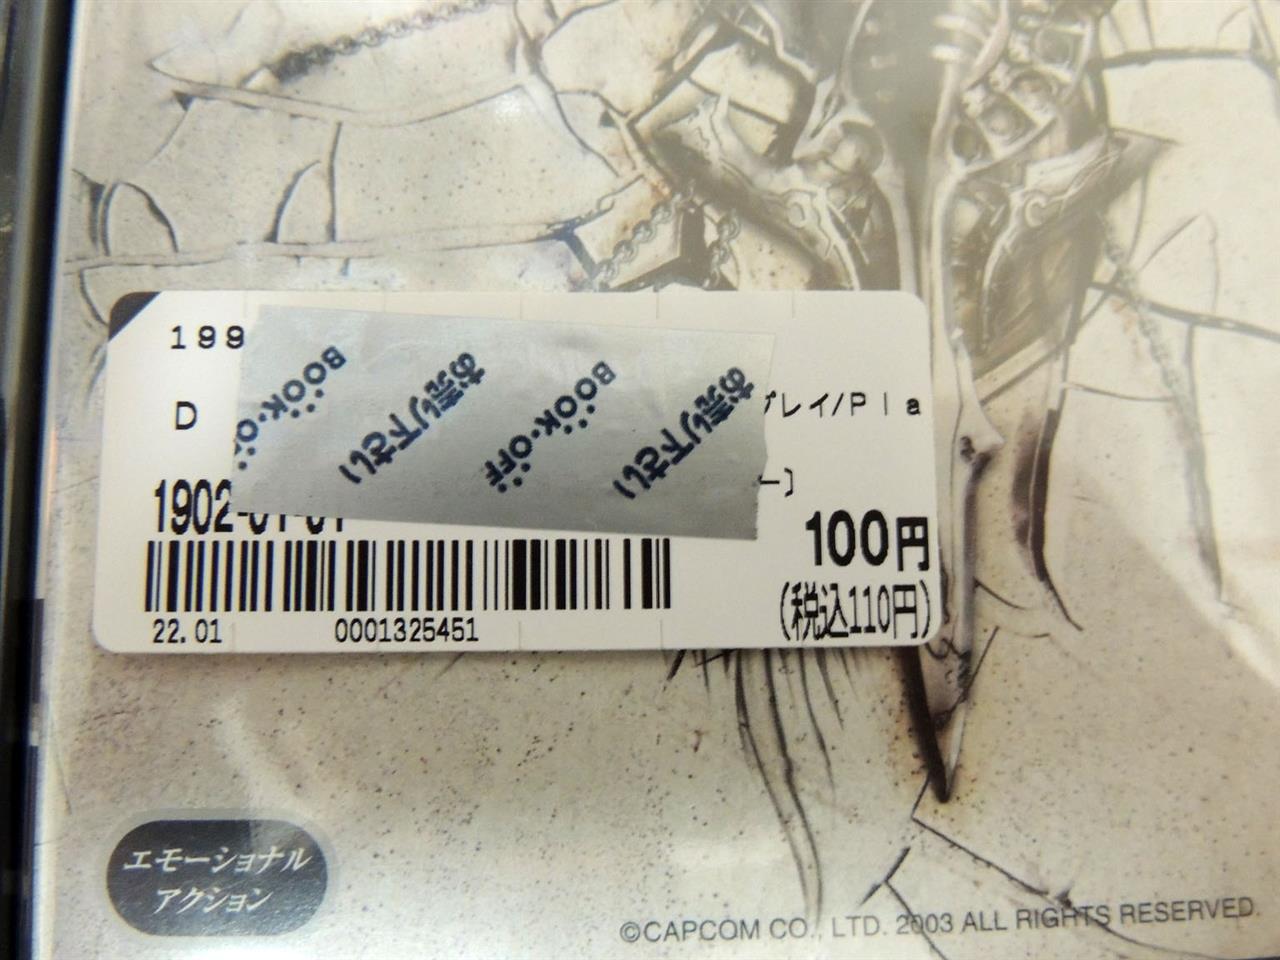 199
D
プレイ/Pla
ー〕
BOOK・OFF
お売り下さい
BOOK・OFF
お売り下さい
1902-01-01
100円
(税込110円)
22.01
0001325451
エモーショナル
アクション
©CAPCOM CO., LTD. 2003 ALL RIGHTS RESERVED.